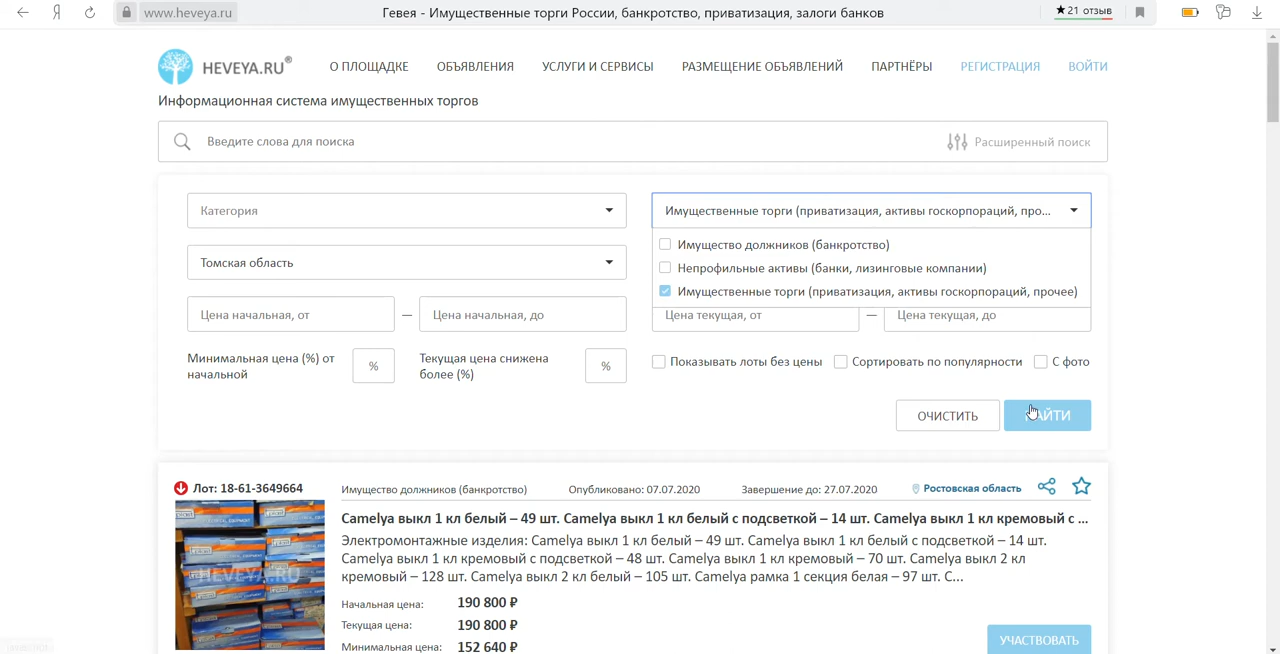 www.heveya.ru
Гевея - Имущественные торги России, банкротство, приватизация, залоги банков
★21 отзыв
HEVEYA.RU®
О ПЛОЩАДКЕ
ОБЪЯВЛЕНИЯ
УСЛУГИ И СЕРВИСЫ
РАЗМЕЩЕНИЕ ОБЪЯВЛЕНИЙ
ПАРТНЁРЫ
РЕГИСТРАЦИЯ
ВОЙТИ
Информационная система имущественных торгов
Введите слова для поиска
Расширенный поиск
Категория
Имущественные торги (приватизация, активы госкорпораций, про...
Имущество должников (банкротство)
Томская область
Непрофильные активы (банки, лизинговые компании)
Имущественные торги (приватизация, активы госкорпораций, прочее)
Цена начальная, от
—
Цена начальная, до
Цена текущая, от
—
Цена текущая, до
Минимальная цена (%) от
начальной
%
Текущая цена снижена
более (%)
%
Показывать лоты без цены
Сортировать по популярности
С фото
ОЧИСТИТЬ
НАЙТИ
Лот: 18-61-3649664
Имущество должников (банкротство)
Опубликовано: 07.07.2020
Завершение до: 27.07.2020
Ростовская область
Camelya выкл 1 кл белый – 49 шт. Camelya выкл 1 кл белый с подсветкой – 14 шт. Camelya выкл 1 кл кремовый с ...
Электромонтажные изделия: Camelya выкл 1 кл белый – 49 шт. Camelya выкл 1 кл белый с подсветкой – 14 шт.
Camelya выкл 1 кл кремовый с подсветкой – 48 шт. Camelya выкл 1 кл кремовый – 70 шт. Camelya выкл 2 кл
кремовый – 128 шт. Camelya выкл 2 кл белый – 105 шт. Camelya рамка 1 секция белая – 97 шт. С...
HEVEYA.RU
Начальная цена: 190 800 ₽
Текущая цена: 190 800 ₽
Минимальная цена: 152 640 ₽
УЧАСТВОВАТЬ